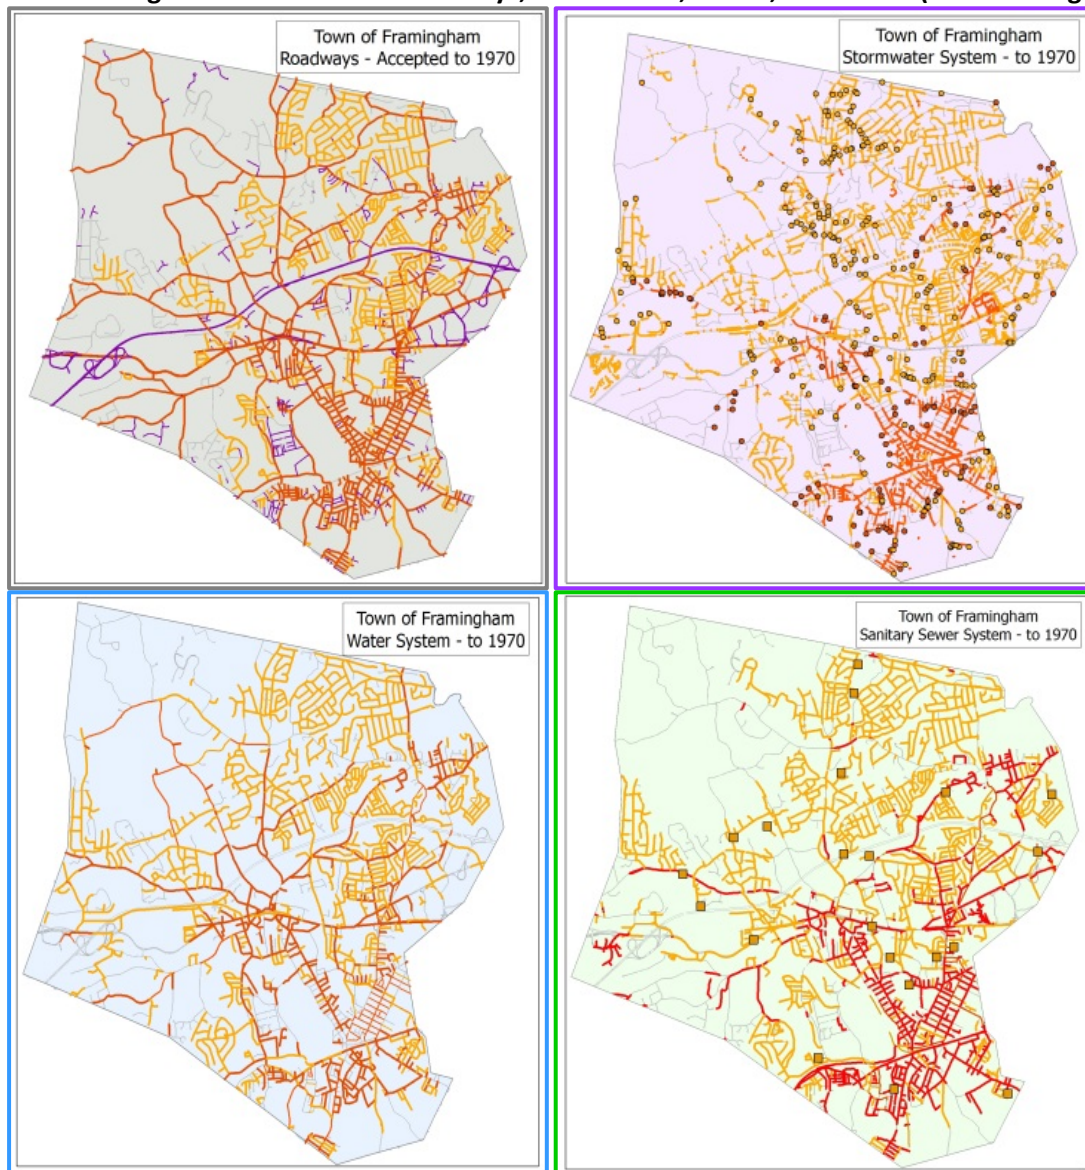 Town of Framingham
Roadways - Accepted to 1970
Town of Framingham
Stormwater System - to 1970
Town of Framingham
Water System - to 1970
Town of Framingham
Sanitary Sewer System - to 1970